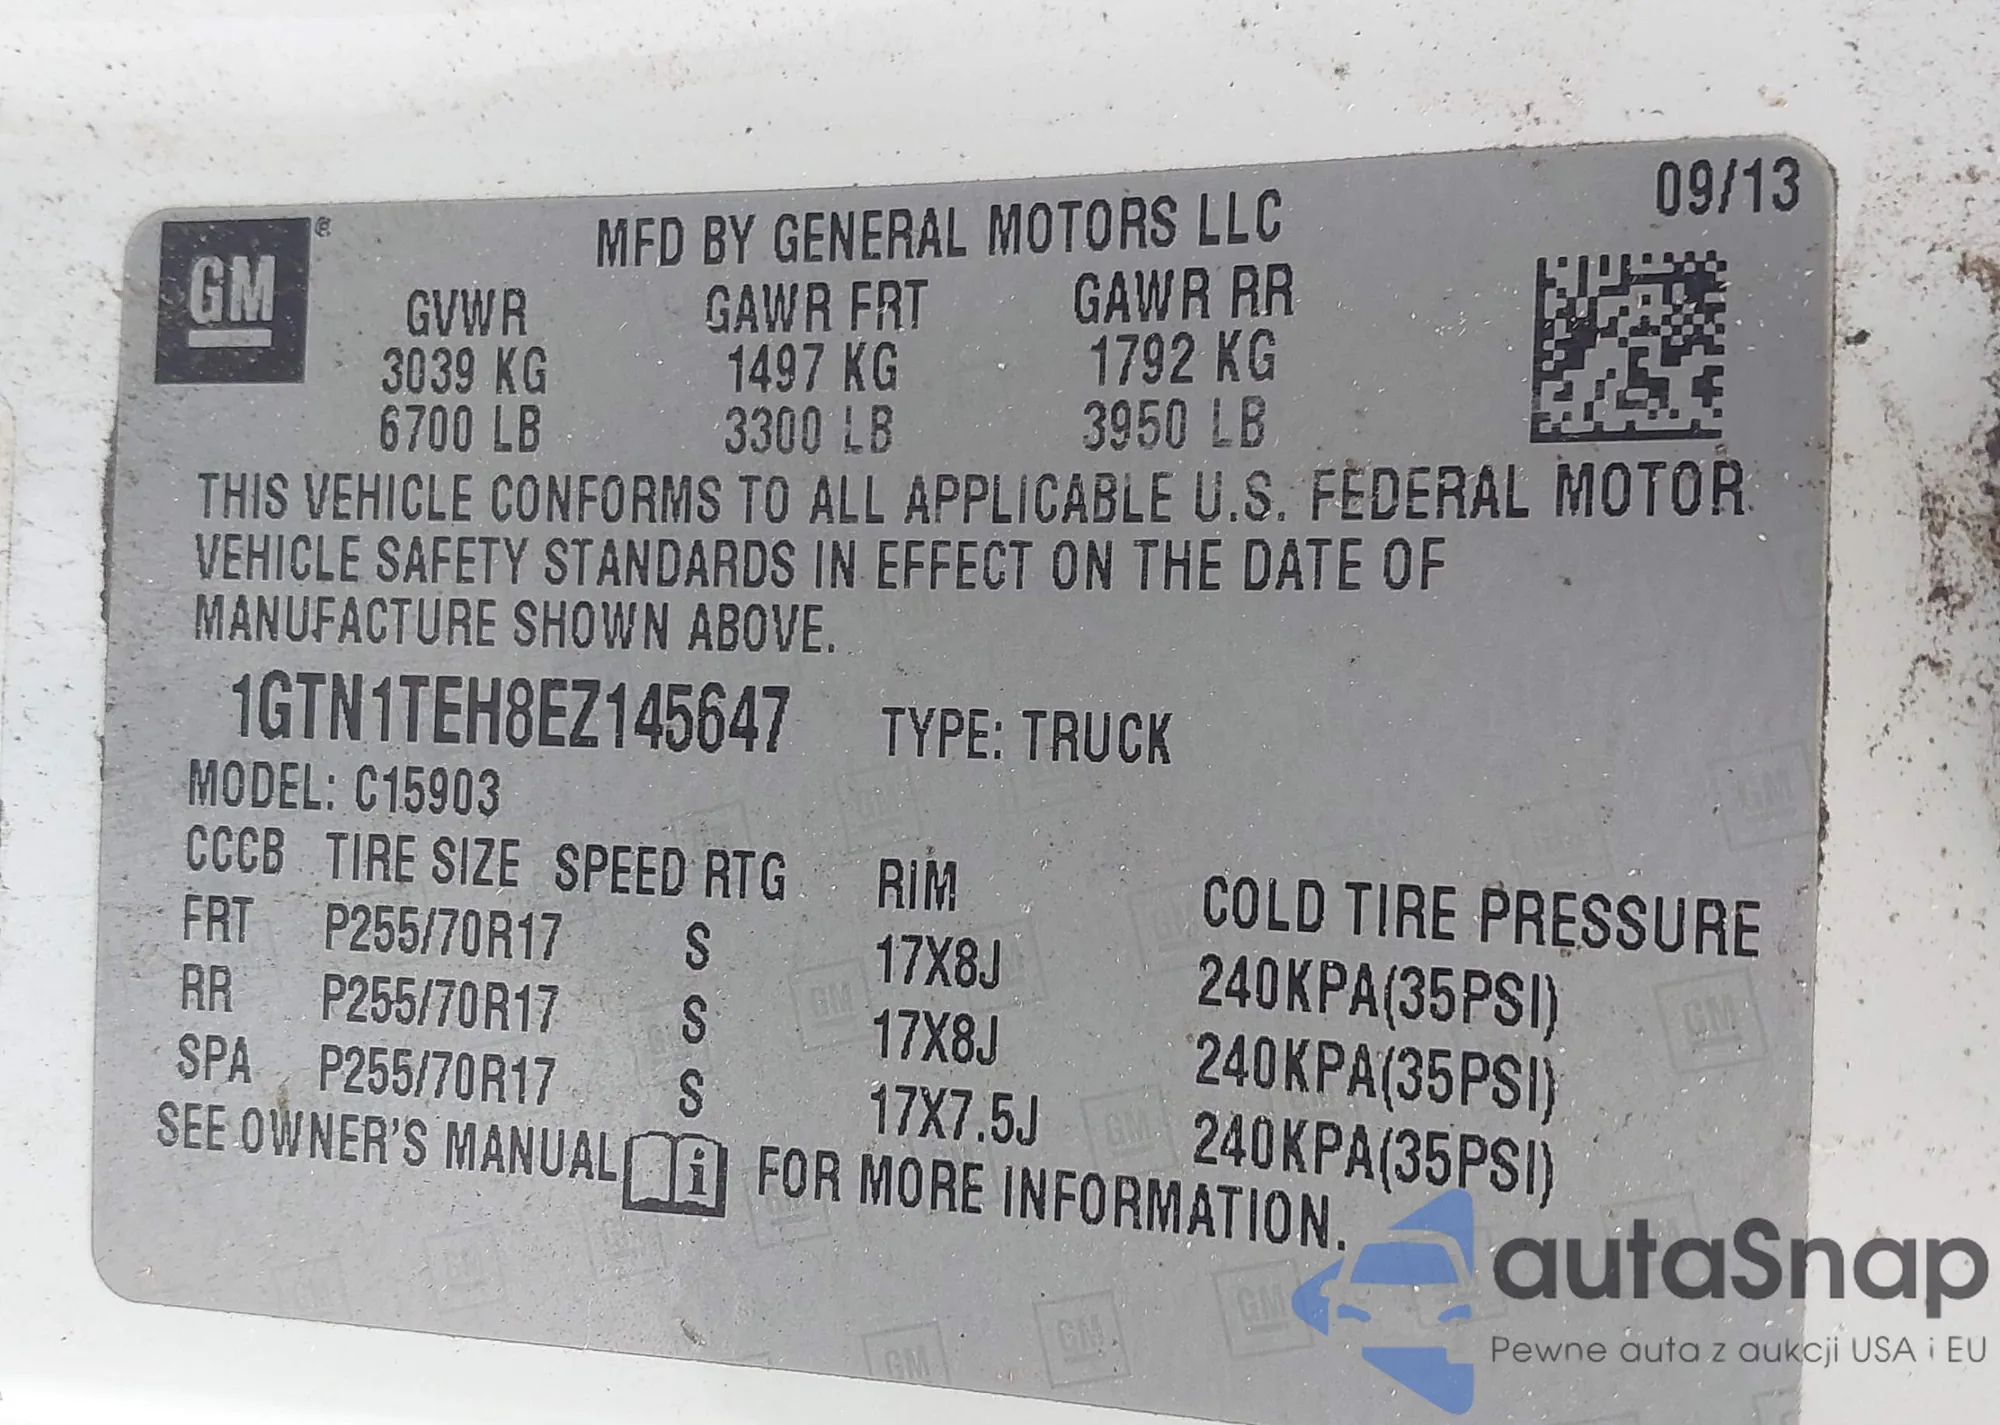 09/13
GM ®
MFD BY GENERAL MOTORS LLC
GVWR GAWR FRT GAWR RR
3039 KG 1497 KG 1792 KG
6700 LB 3300 LB 3950 LB
THIS VEHICLE CONFORMS TO ALL APPLICABLE U.S. FEDERAL MOTOR
VEHICLE SAFETY STANDARDS IN EFFECT ON THE DATE OF
MANUFACTURE SHOWN ABOVE.
1GTN1TEH8EZ145647 TYPE: TRUCK
MODEL: C15903
CCCB TIRE SIZE SPEED RTG RIM COLD TIRE PRESSURE
FRT P255/70R17 S 17X8J 240KPA(35PSI)
RR P255/70R17 S 17X8J 240KPA(35PSI)
SPA P255/70R17 S 17X7.5J 240KPA(35PSI)
SEE OWNER'S MANUAL i FOR MORE INFORMATION.
autaSnap
Pewne auta z aukcji USA i EU